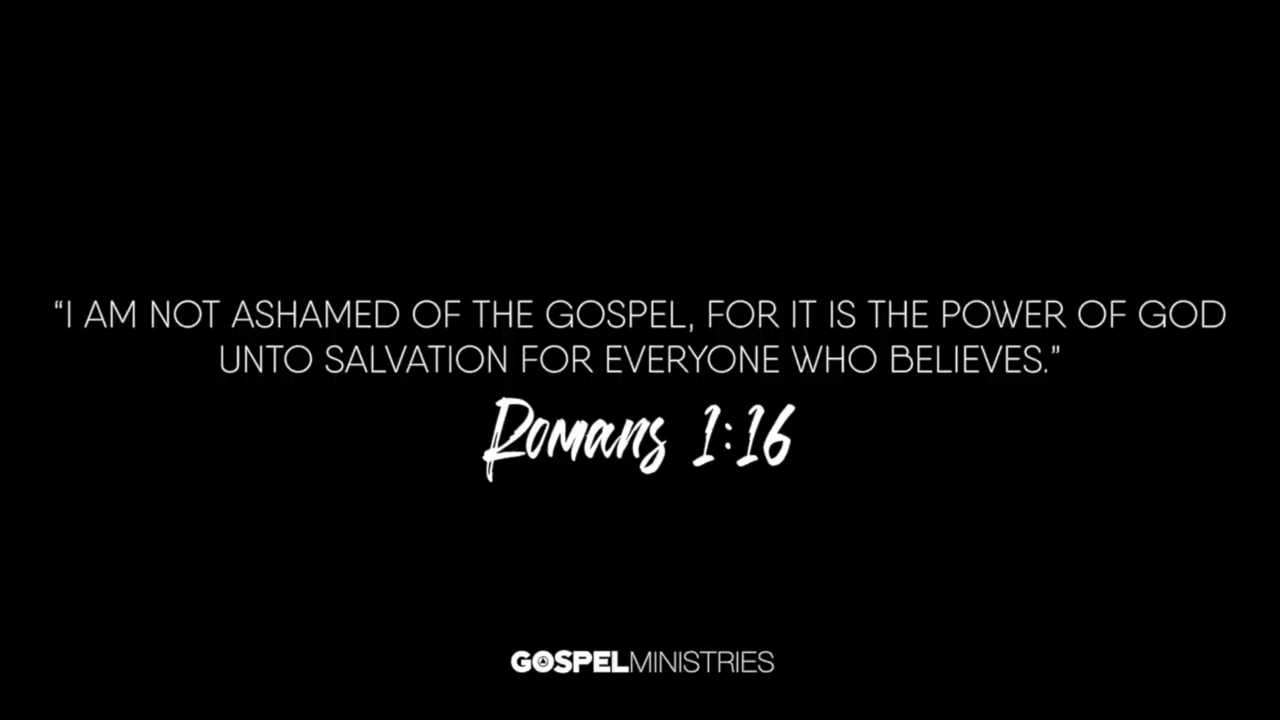 “I AM NOT ASHAMED OF THE GOSPEL, FOR IT IS THE POWER OF GOD
UNTO SALVATION FOR EVERYONE WHO BELIEVES.”
Romans 1:16
GOSPELMINISTRIES